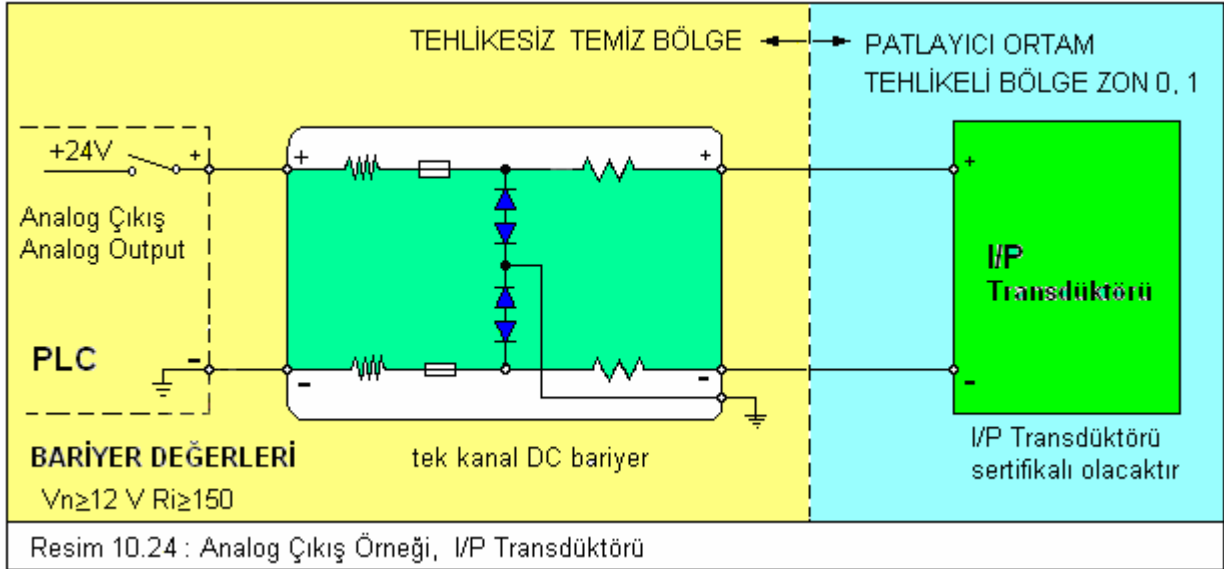 TEHLİKESİZ TEMİZ BÖLGE
PATLAYICI ORTAM
TEHLİKELİ BÖLGE ZON 0, 1
+24V
+
+
+
+
Analog Çıkış
Analog Output
I/P
Transdüktörü
PLC
-
-
-
-
BARİYER DEĞERLERİ
Vn≥12 V Ri≥150
tek kanal DC bariyer
I/P Transdüktörü
sertifikalı olacaktır
Resim 10.24 : Analog Çıkış Örneği, I/P Transdüktörü